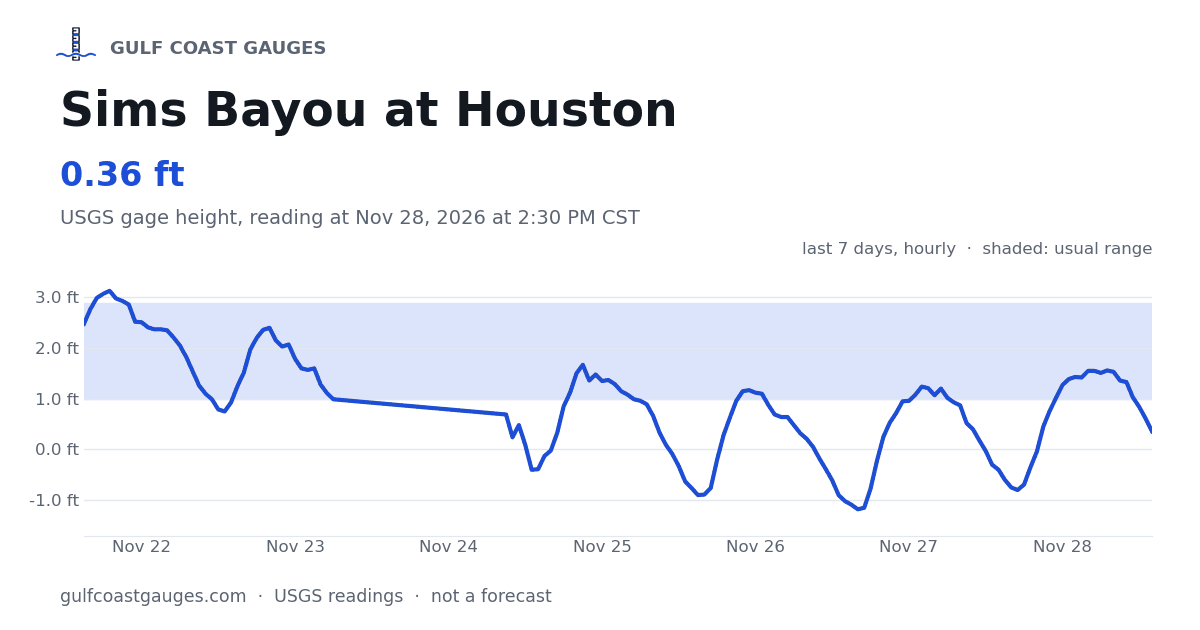 GULF COAST GAUGES
Sims Bayou at Houston
0.36 ft
USGS gage height, reading at Nov 28, 2026 at 2:30 PM CST
last 7 days, hourly · shaded: usual range
3.0 ft
2.0 ft
1.0 ft
0.0 ft
-1.0 ft
Nov 22 Nov 23 Nov 24 Nov 25 Nov 26 Nov 27 Nov 28
gulfcoastgauges.com · USGS readings · not a forecast